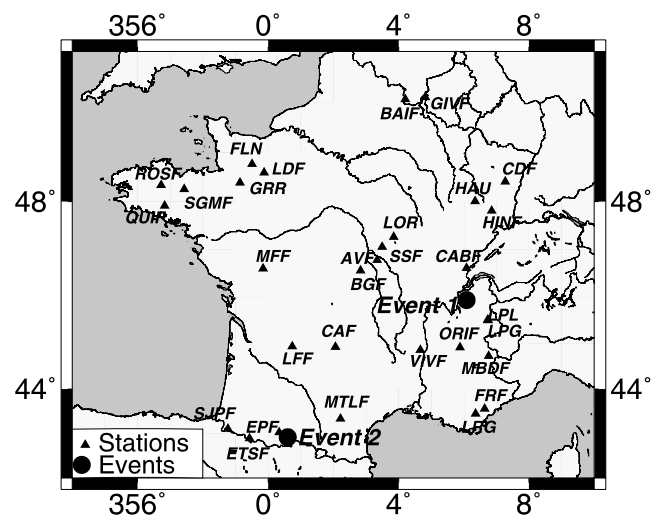 356° 0° 4° 8°
BAIF GIVF
FLN
ROSF LDF CDF
GRR HAU
48° SGMF 48°
QUIF HINF
LOR
MFF AVF SSF CABF
BGF
Event 1 LPL
CAF ORIF LPG
LFF VIVF MBDF
44° 44°
MTLF FRF
SJPF EPF LRG
Event 2
Stations ETSF
Events
356° 0° 4° 8°